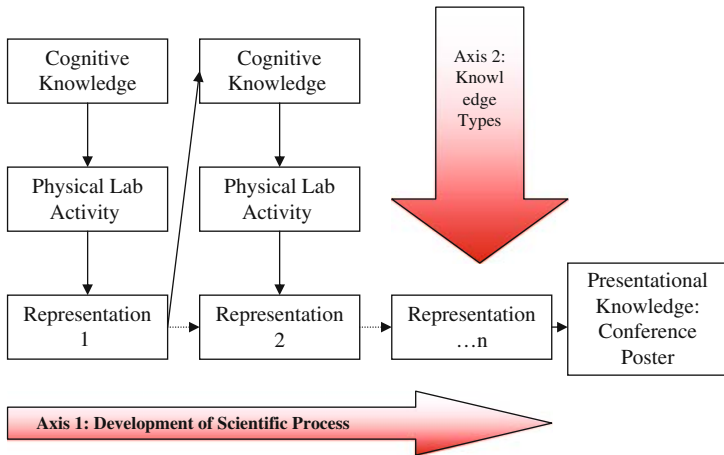 Cognitive
Knowledge
Cognitive
Knowledge
Axis 2:
Knowl
edge
Types
Physical Lab
Activity
Physical Lab
Activity
Representation
1
Representation
2
Representation
…n
Presentational
Knowledge:
Conference
Poster
Axis 1: Development of Scientific Process